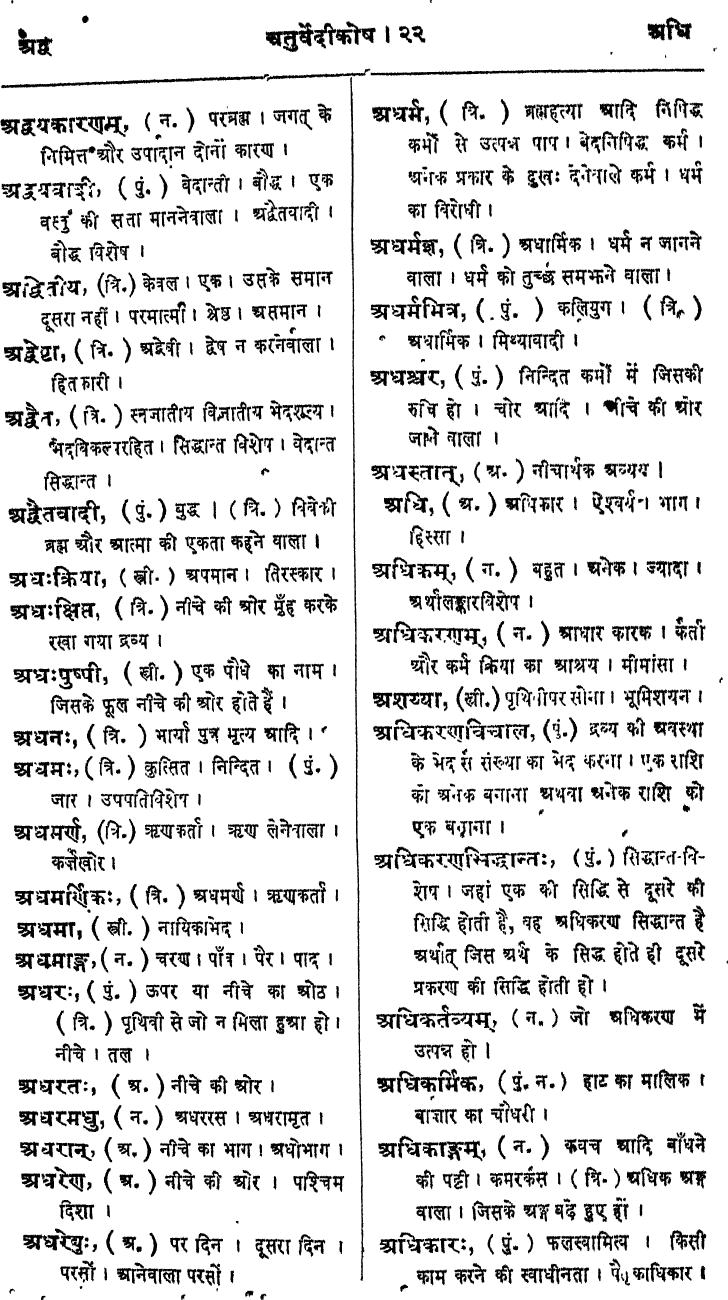 अद्व
चतुर्वेदीकोष । २२
अधि
अद्वयकारणम्, ( न. ) परब्रह्म । जगत् के
निमित्त और उपादान दोनों कारण ।
अद्वयवादी, ( पुं. ) वेदान्ती । बौद्ध । एक
वस्तु की सत्ता माननेवाला । अद्वैतवादी ।
बौद्ध विशेष ।
अद्वितीय, (त्रि.) केवल । एक । उसके समान
दूसरा नहीं । परमात्मा । श्रेष्ठ । असमान ।
अद्वेष्टा, ( त्रि. ) अद्वेषी । द्वेष न करनेवाला ।
हितकारी ।
अद्वैत, (त्रि.) स्वजातीय विजातीय भेदशून्य ।
भेदविकल्परहित । सिद्धान्त विशेष । वेदान्त
सिद्धान्त ।
अद्वैतवादी, ( पुं. ) बुद्ध । ( त्रि. ) विवेकी
ब्रह्म और आत्मा की एकता कहने वाला ।
अधःक्रिया, ( स्त्री. ) अपमान । तिरस्कार ।
अधःक्षिप्त, ( त्रि. ) नीचे की ओर मुँह करके
रखा गया द्रव्य ।
अधःपुष्पी, ( स्त्री. ) एक पौधे का नाम ।
जिसके फूल नीचे की ओर होते हैं ।
अधनः, ( त्रि. ) भार्या पुत्र भृत्य आदि ।
अधमः, ( त्रि. ) कुत्सित । निन्दित । ( पुं. )
जार । उपपतिविशेष ।
अधमर्ण, (त्रि.) ऋणकर्ता । ऋण लेनेवाला ।
कर्जखोर ।
अधमर्णिकः, ( त्रि. ) अधमर्ण । ऋणकर्ता ।
अधमा, ( स्त्री. ) नायिकाभेद ।
अधमाङ्ग, ( न. ) चरण । पाँव । पैर । पाद ।
अधरः, ( पुं. ) ऊपर या नीचे का ओठ ।
( त्रि. ) पृथिवी से जो न मिला हुआ हो ।
नीचे । तल ।
अधरतः, ( अ. ) नीचे की ओर ।
अधरमधु, ( न. ) अधररस । अधरामृत ।
अधरान्, ( अ. ) नीचे का भाग । अधोभाग ।
अधरेण, ( अ. ) नीचे की ओर । पश्चिम
दिशा ।
अधरेद्युः, ( अ. ) पर दिन । दूसरा दिन ।
परसों । आनेवाला परसों ।
अधर्म, ( त्रि. ) ब्रह्महत्या आदि निषिद्ध
कर्मों से उत्पन्न पाप । वेदनिषिद्ध कर्म ।
अनेक प्रकार के दुःख देनेवाले कर्म । धर्म
का विरोधी ।
अधर्मज्ञ, ( त्रि. ) अधार्मिक । धर्म न जानने
वाला । धर्म को तुच्छ समझने वाला ।
अधर्ममित्र, ( पुं. ) कलियुग । ( त्रि. )
अधार्मिक । मिथ्यावादी ।
अधश्चर, ( पुं. ) निन्दित कर्मों में जिसकी
रुचि हो । चोर आदि । नीचे की ओर
जाने वाला ।
अधस्तात्, ( अ. ) नीचार्थक अव्यय ।
अधि, ( अ. ) अधिकार । ऐश्वर्य । भाग ।
हिस्सा ।
अधिकम्, ( न. ) बहुत । अनेक । ज्यादा ।
अर्थालङ्कारविशेष ।
अधिकरणम्, ( न. ) आधार कारक । कर्ता
और कर्म क्रिया का आश्रय । मीमांसा ।
अशय्या, (स्त्री.) पृथिवीपर सोना । भूमिशयन ।
अधिकरणविचाल, (पुं.) द्रव्य की अवस्था
के भेद से संख्या का भेद करना । एक राशि
को अनेक बनाना अथवा अनेक राशि को
एक बनाना ।
अधिकरणसिद्धान्तः, ( पुं. ) सिद्धान्त-वि-
शेष । जहां एक की सिद्धि से दूसरे की
सिद्धि होती है, वह अधिकरण सिद्धान्त है
अर्थात् जिस अर्थ के सिद्ध होते ही दूसरे
प्रकरण की सिद्धि होती हो ।
अधिकर्तव्यम्, ( न. ) जो अधिकरण में
उत्पन्न हो ।
अधिकर्मिक, ( पुं. न. ) हाट का मालिक ।
बाजार का चौधरी ।
अधिकाङ्गम्, ( न. ) कवच आदि बाँधने
की पट्टी । कमरकस । ( त्रि. ) अधिक अङ्ग
वाला । जिसके अङ्ग बढ़े हुए हों ।
अधिकारः, ( पुं. ) फलस्वामित्व । किसी
काम करने की स्वाधीनता । पैतृकाधिकार ।